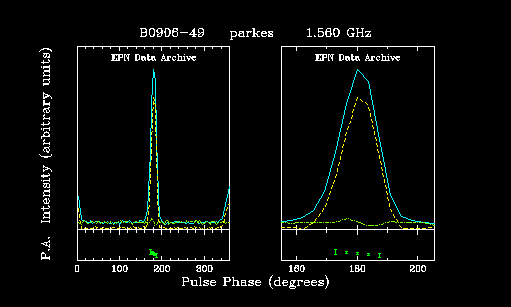 B0906-49 parkes 1.560 GHz
EPN Data Archive EPN Data Archive
P.A. Intensity (arbitrary units)
0 100 200 300 160 180 200
Pulse Phase (degrees)